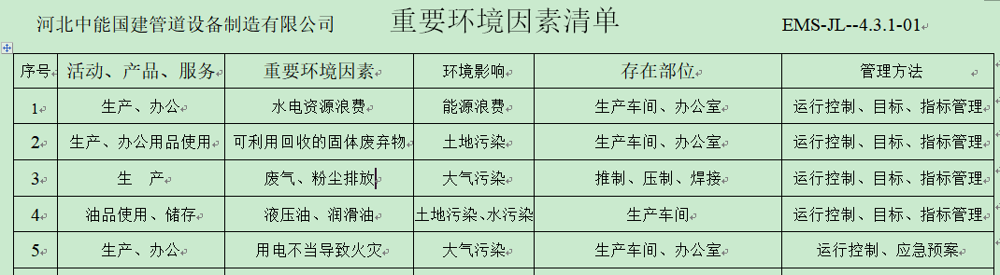 河北中能国建管道设备制造有限公司 重要环境因素清单 EMS-JL--4.3.1-01
序号 活动、产品、服务 重要环境因素 环境影响 存在部位 管理方法
1 生产、办公 水电资源浪费 能源浪费 生产车间、办公室 运行控制、目标、指标管理
2 生产、办公用品使用 可利用回收的固体废弃物 土地污染 生产车间、办公室 运行控制、目标、指标管理
3 生 产 废气、粉尘排放 大气污染 推制、压制、焊接 运行控制、目标、指标管理
4 油品使用、储存 液压油、润滑油 土地污染、水污染 生产车间 运行控制、目标、指标管理
5 生产、办公 用电不当导致火灾 大气污染 生产车间、办公室 运行控制、应急预案